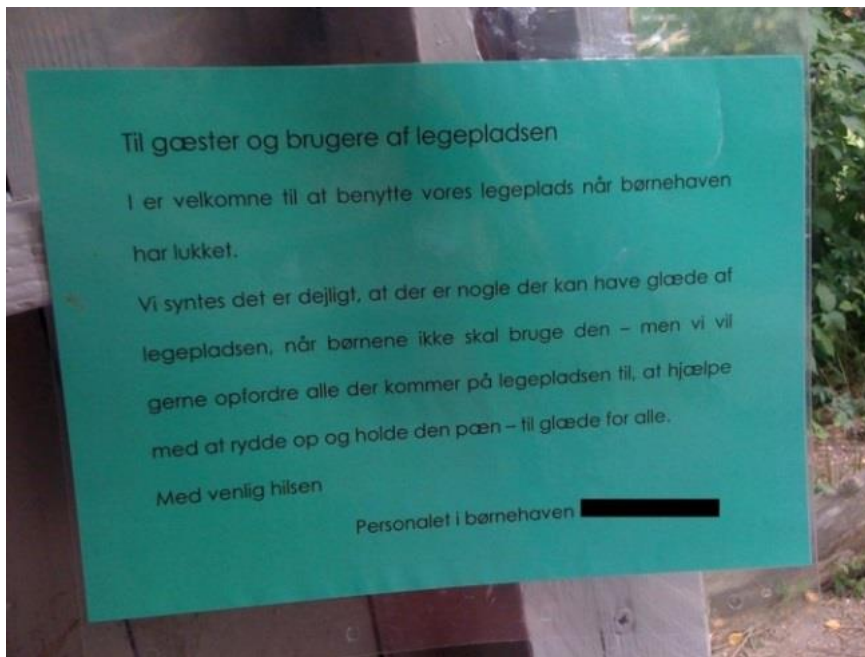 Til gæster og brugere af legepladsen
I er velkomne til at benytte vores legeplads når børnehaven
har lukket.
Vi syntes det er dejligt, at der er nogle der kan have glæde af
legepladsen, når børnene ikke skal bruge den – men vi vil
gerne opfordre alle der kommer på legepladsen til, at hjælpe
med at rydde op og holde den pæn – til glæde for alle.
Med venlig hilsen
Personalet i børnehaven